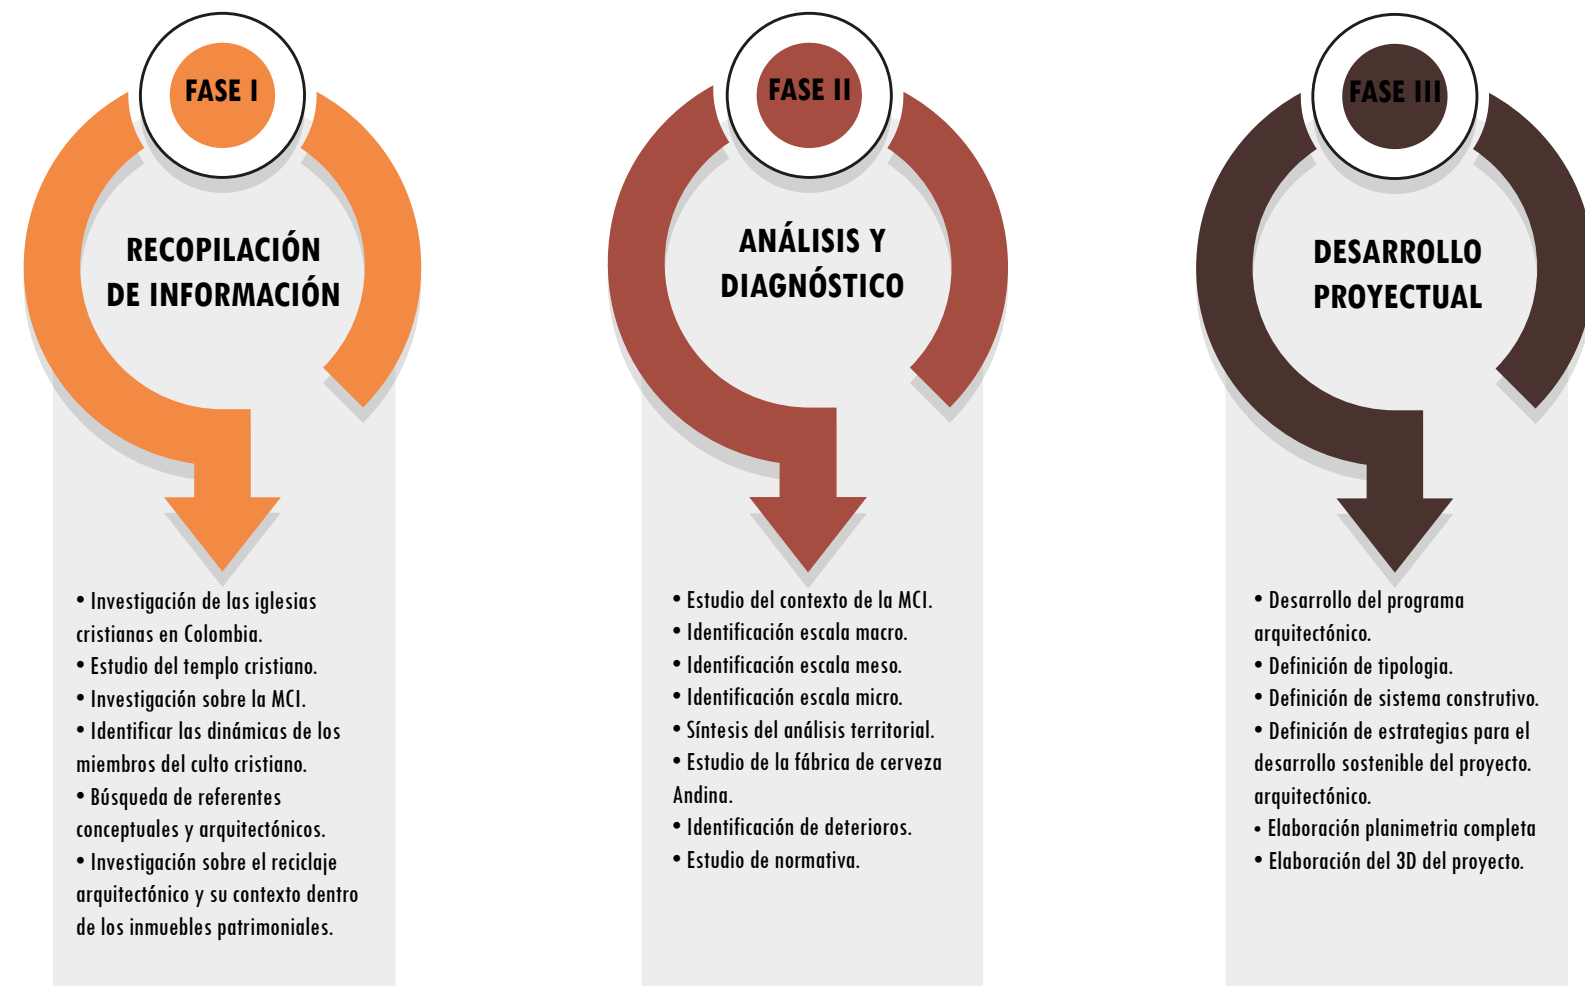 FASE I
RECOPILACIÓN
DE INFORMACIÓN
• Investigación de las iglesias
cristianas en Colombia.
• Estudio del templo cristiano.
• Investigación sobre la MCI.
• Identificar las dinámicas de los
miembros del culto cristiano.
• Búsqueda de referentes
conceptuales y arquitectónicos.
• Investigación sobre el reciclaje
arquitectónico y su contexto dentro
de los inmuebles patrimoniales.
FASE II
ANÁLISIS Y
DIAGNÓSTICO
• Estudio del contexto de la MCI.
• Identificación escala macro.
• Identificación escala meso.
• Identificación escala micro.
• Síntesis del análisis territorial.
• Estudio de la fábrica de cerveza
Andina.
• Identificación de deterioros.
• Estudio de normativa.
FASE III
DESARROLLO
PROYECTUAL
• Desarrollo del programa
arquitectónico.
• Definición de tipologia.
• Definición de sistema construtivo.
• Definición de estrategias para el
desarrollo sostenible del proyecto.
arquitectónico.
• Elaboración planimetria completa
• Elaboración del 3D del proyecto.